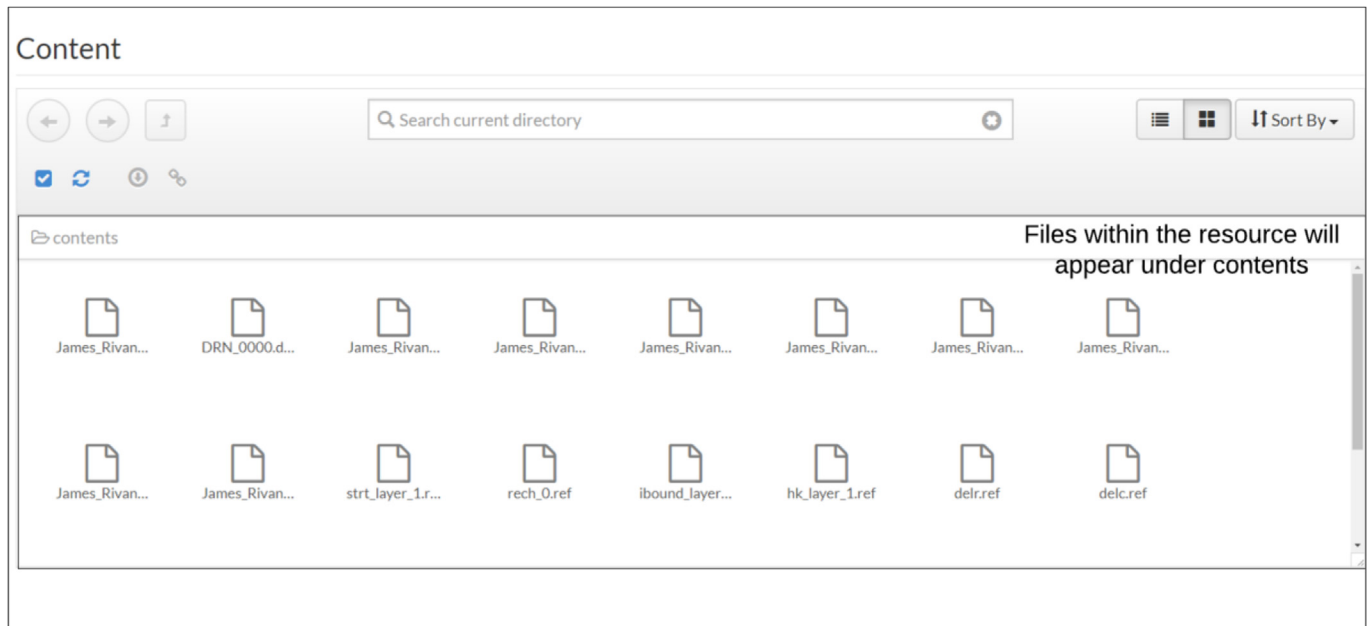 Content
Search current directory
Sort By
contents
Files within the resource will
appear under contents
James_Rivan... DRN_0000.d... James_Rivan... James_Rivan... James_Rivan... James_Rivan... James_Rivan... James_Rivan...
James_Rivan... James_Rivan... strt_layer_1.r... rech_0.ref ibound_layer... hk_layer_1.ref delr.ref delc.ref